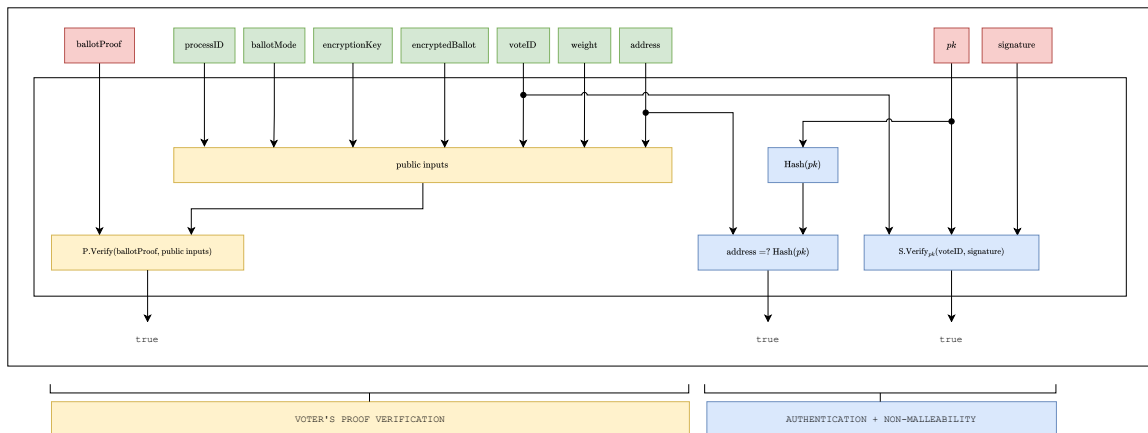 ballotProof
processID
ballotMode
encryptionKey
encryptedBallot
voteID
weight
address
pk
signature
public inputs
Hash(pk)
P.Verify(ballotProof, public inputs)
address =? Hash(pk)
S.Verifypk(voteID, signature)
true
true
true
VOTER'S PROOF VERIFICATION
AUTHENTICATION + NON-MALLEABILITY